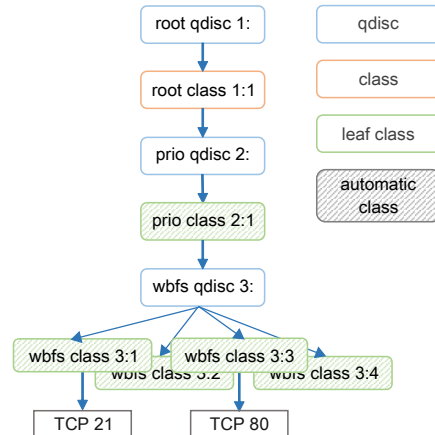 root qdisc 1:
qdisc
root class 1:1
class
prio qdisc 2:
leaf class
automatic
class
prio class 2:1
wbfs qdisc 3:
wbfs class 3:1
wbfs class 3:2
wbfs class 3:3
wbfs class 3:4
TCP 21
TCP 80